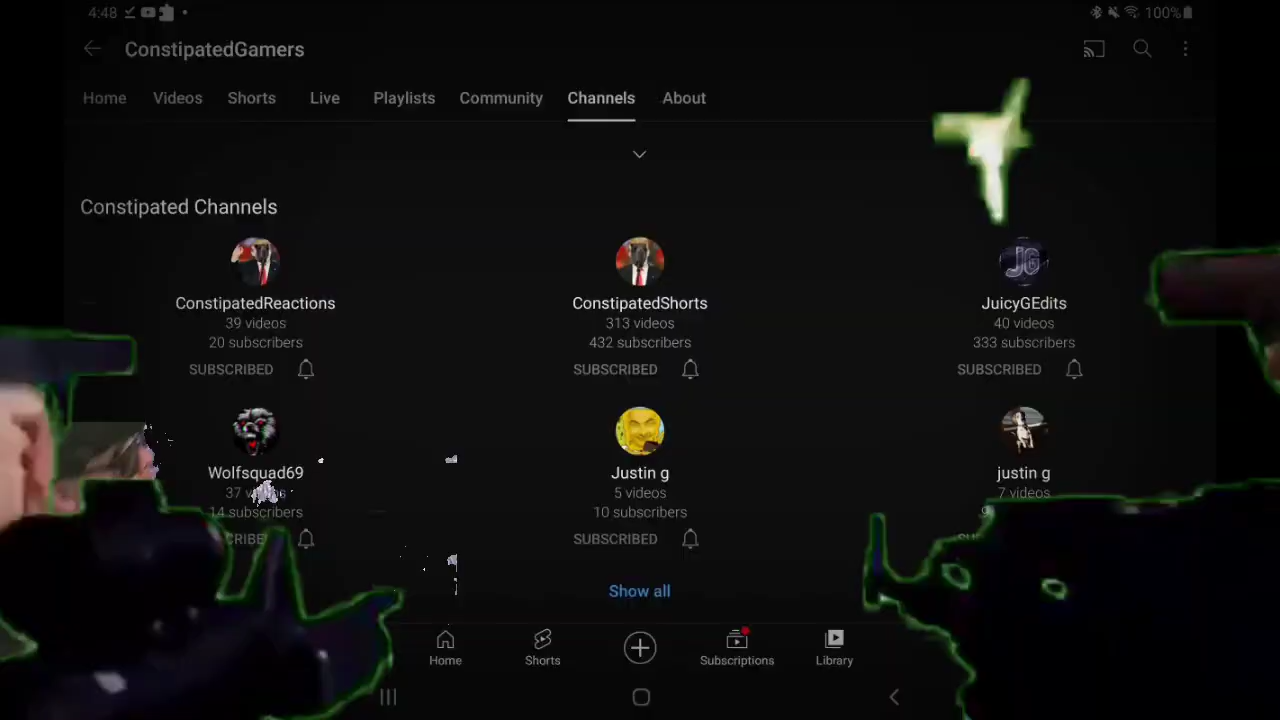 4:48
100%
ConstipatedGamers
Home Videos Shorts Live Playlists Community Channels About
Constipated Channels
ConstipatedReactions
39 videos
20 subscribers
SUBSCRIBED
ConstipatedShorts
313 videos
432 subscribers
SUBSCRIBED
JG
JuicyGEdits
40 videos
333 subscribers
SUBSCRIBED
Wolfsquad69
37
14 subscribers
Justin g
5 videos
10 subscribers
SUBSCRIBED
justin g
7 videos
Show all
Home Shorts Subscriptions Library